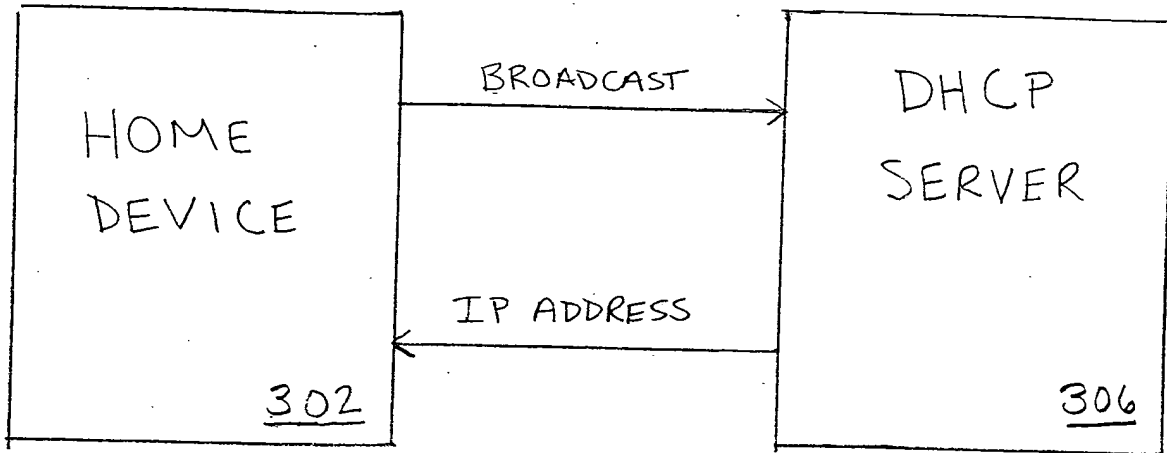 HOME
DEVICE
302
BROADCAST
IP ADDRESS
DHCP
SERVER
306